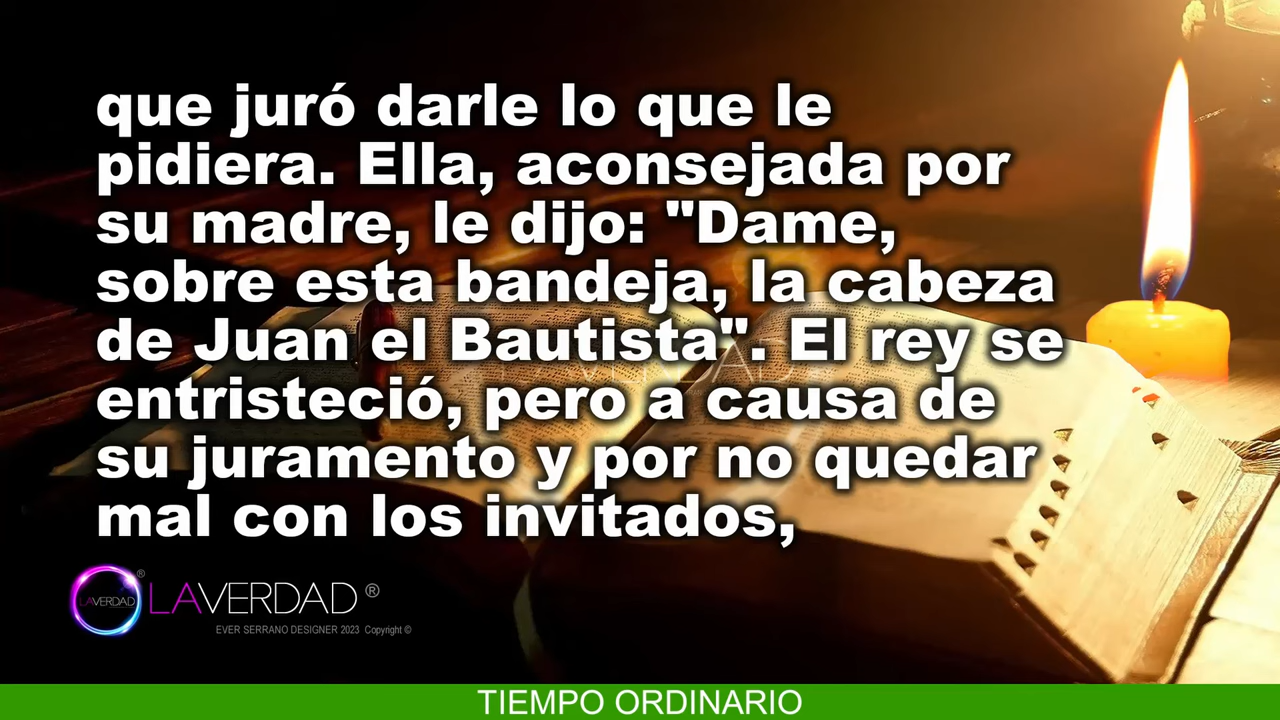 que juró darle lo que le
pidiera. Ella, aconsejada por
su madre, le dijo: "Dame,
sobre esta bandeja, la cabeza
de Juan el Bautista". El rey se
entristeció, pero a causa de
su juramento y por no quedar
mal con los invitados,
LAVERDAD ®
LAVERDAD ®
EVER SERRANO DESIGNER 2023 Copyright ©
TIEMPO ORDINARIO